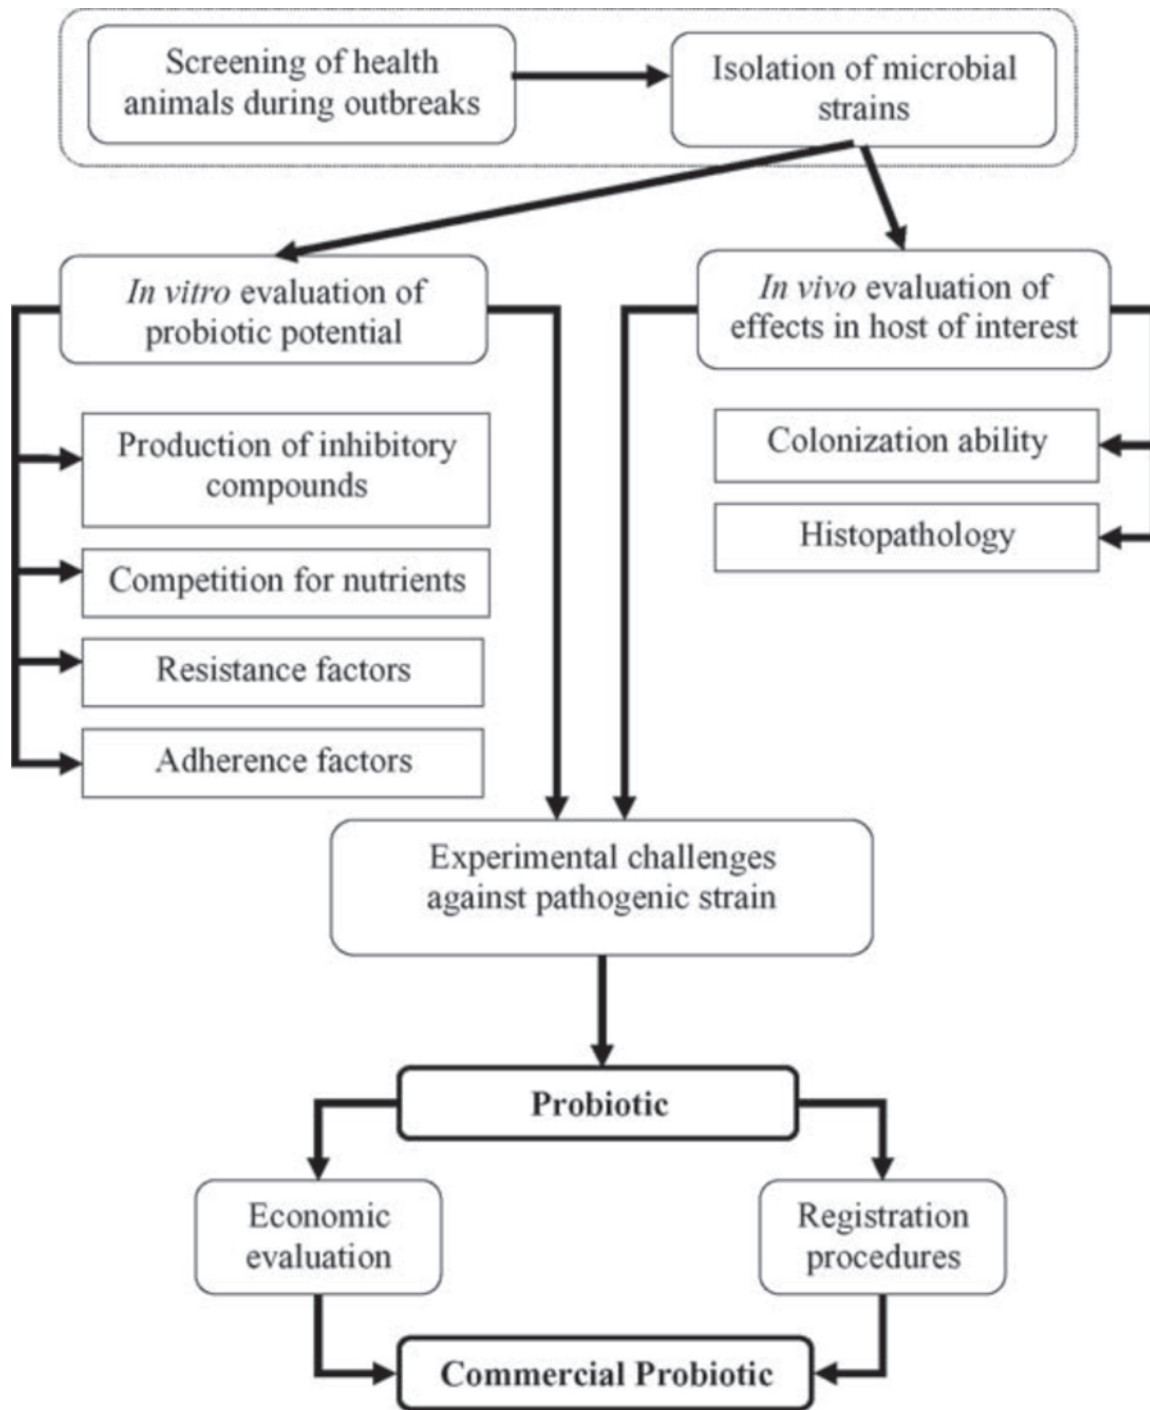 Screening of health
animals during outbreaks
Isolation of microbial
strains
In vitro evaluation of
probiotic potential
In vivo evaluation of
effects in host of interest
Production of inhibitory
compounds
Colonization ability
Histopathology
Competition for nutrients
Resistance factors
Adherence factors
Experimental challenges
against pathogenic strain
Probiotic
Economic
evaluation
Registration
procedures
Commercial Probiotic